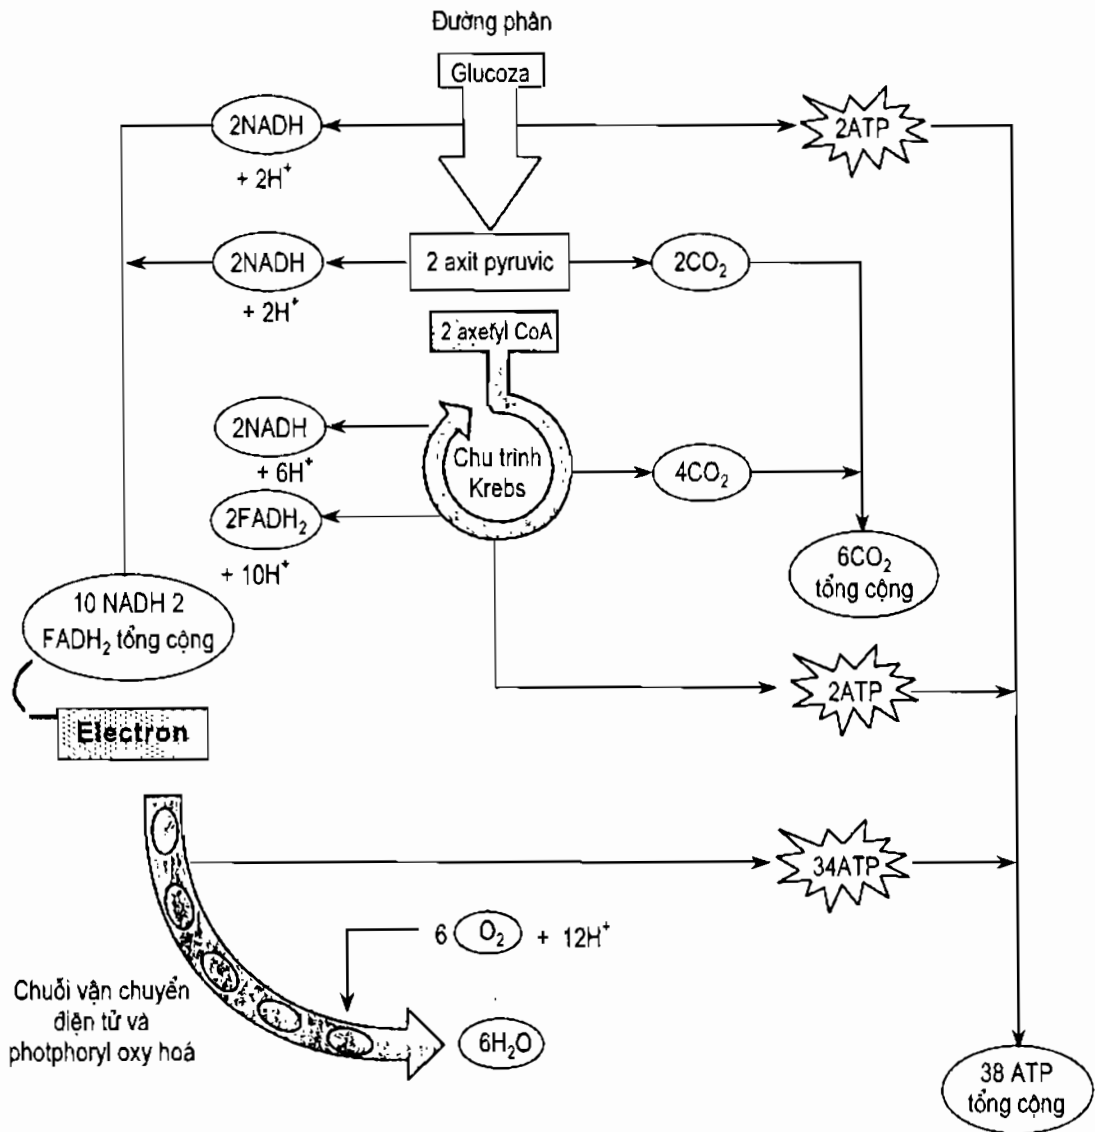 Đường phân
Glucoza
2NADH
+ 2H⁺
2ATP
2NADH
+ 2H⁺
2 axit pyruvic
2CO₂
2 axetyl CoA
2NADH
+ 6H⁺
Chu trình
Krebs
4CO₂
2FADH₂
+ 10H⁺
6CO₂
tổng cộng
10 NADH 2
FADH₂ tổng cộng
2ATP
Electron
34ATP
6 O₂ + 12H⁺
Chuỗi vận chuyển
điện tử và
photphoryl oxy hoá
6H₂O
38 ATP
tổng cộng